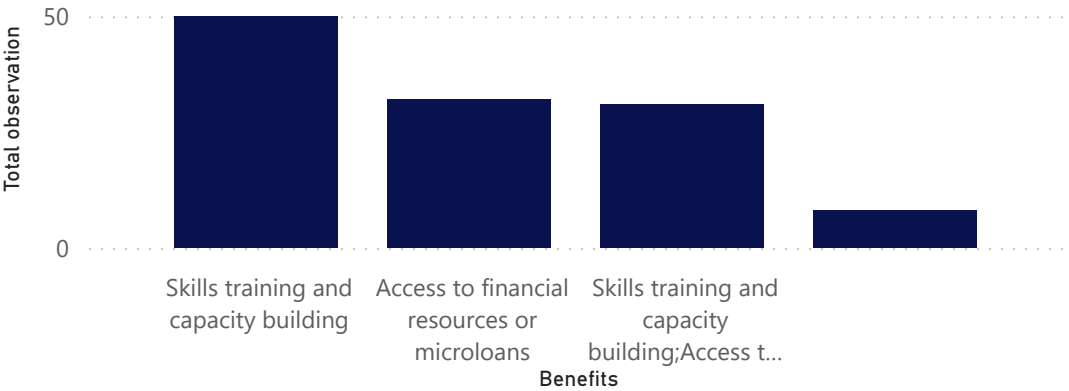 Total observation
50
0
Skills training and
capacity building
Access to financial
resources or
microloans
Skills training and
capacity
building;Access t...
Benefits